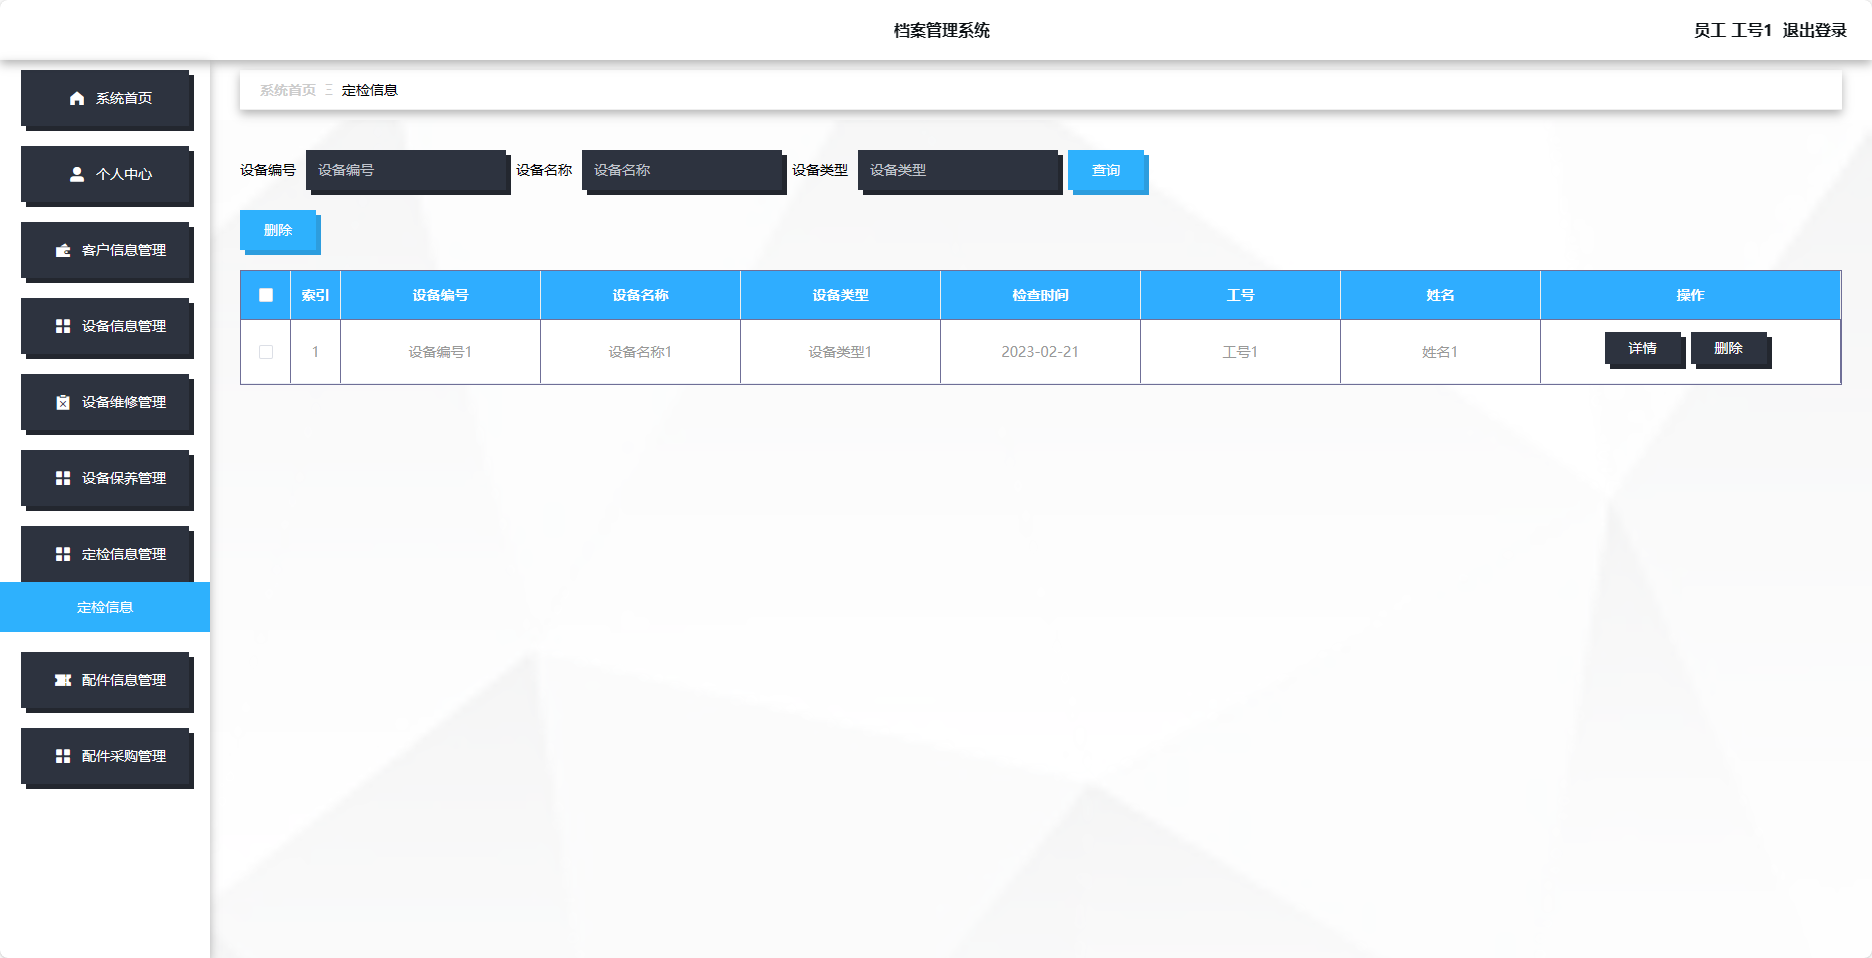 档案管理系统
员工 工号1 退出登录
系统首页
个人中心
客户信息管理
设备信息管理
设备维修管理
设备保养管理
定检信息管理
定检信息
配件信息管理
配件采购管理
系统首页 Ξ 定检信息
设备编号 设备编号 设备名称 设备名称 设备类型 设备类型 查询
删除
索引 设备编号 设备名称 设备类型 检查时间 工号 姓名 操作
1 设备编号1 设备名称1 设备类型1 2023-02-21 工号1 姓名1 详情 删除